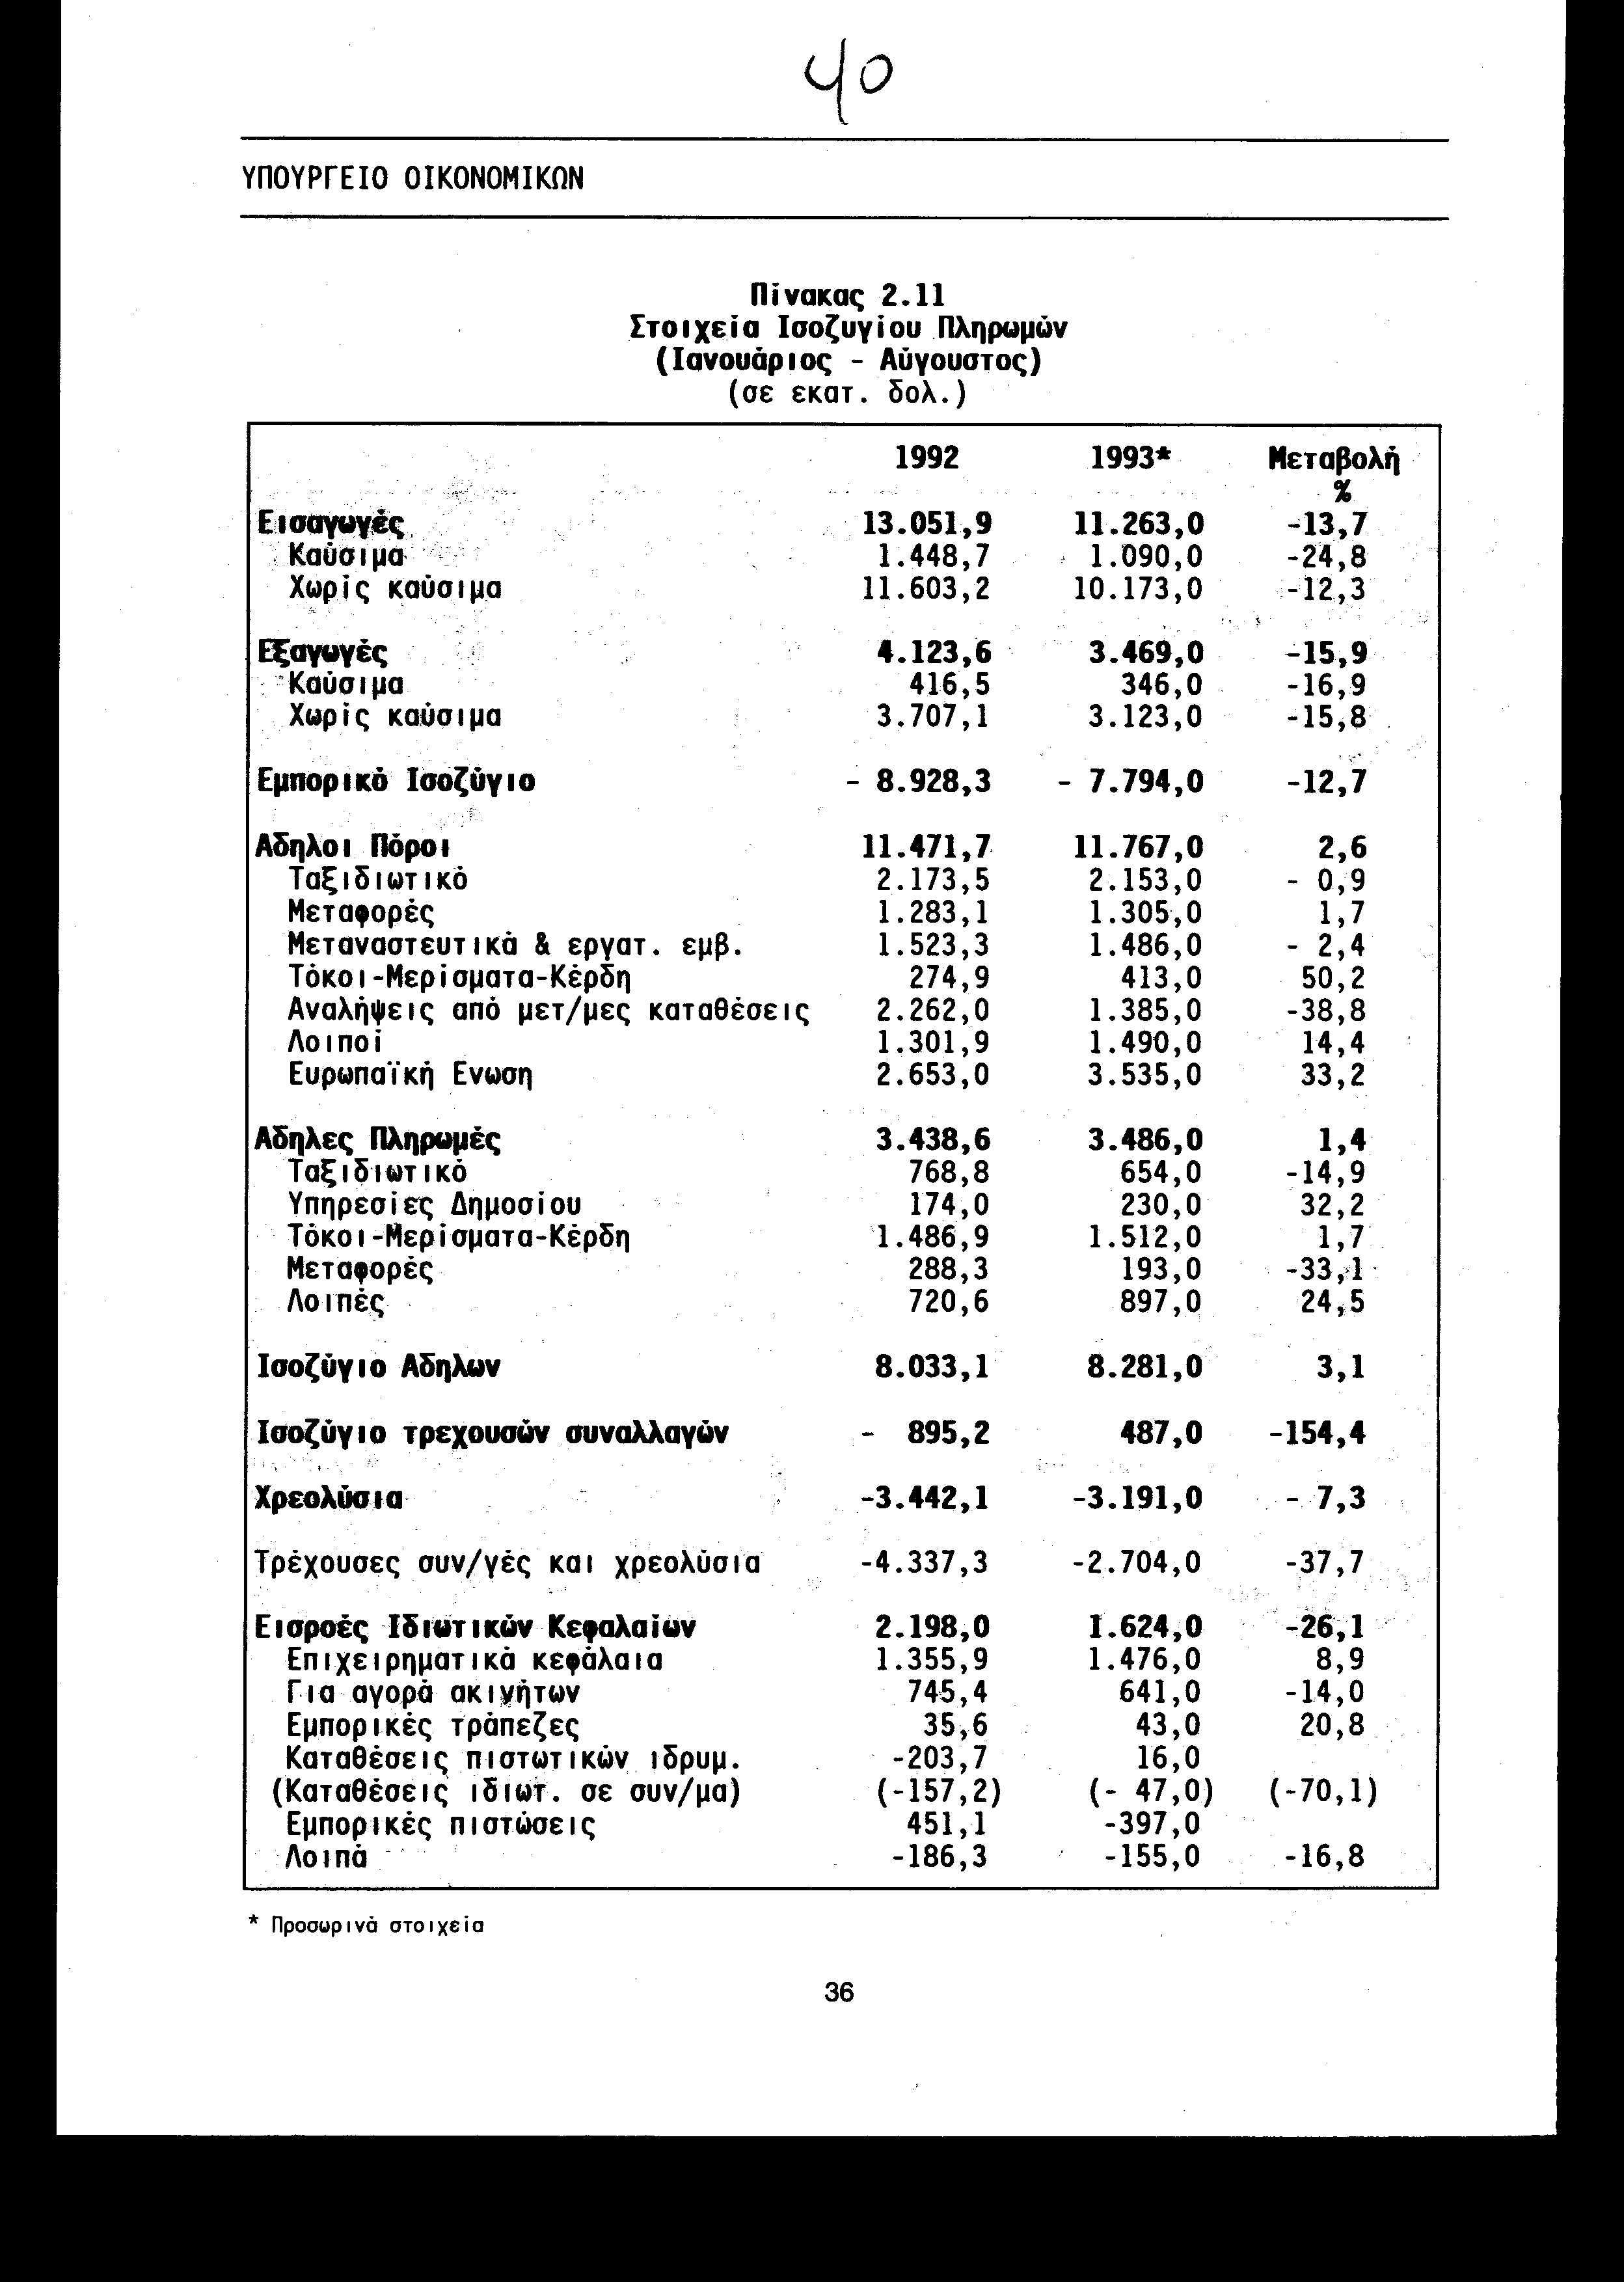 40
ΥΠΟΥΡΓΕΙΟ ΟΙΚΟΝΟΜΙΚΩΝ
Πίνακας 2.11
Στοιχεία Ισοζυγίου Πληρωμών
(Ιανουάριος - Αύγουστος)
(σε εκατ. δολ.)
1992 1993* Μεταβολή
%
Εισαγωγές 13.051,9 11.263,0 -13,7
Καύσιμα 1.448,7 1.090,0 -24,8
Χωρίς καύσιμα 11.603,2 10.173,0 -12,3
Εξαγωγές 4.123,6 3.469,0 -15,9
Καύσιμα 416,5 346,0 -16,9
Χωρίς καύσιμα 3.707,1 3.123,0 -15,8
Εμπορικό Ισοζύγιο - 8.928,3 - 7.794,0 -12,7
Αδηλοι Πόροι 11.471,7 11.767,0 2,6
Ταξιδιωτικό 2.173,5 2.153,0 - 0,9
Μεταφορές 1.283,1 1.305,0 1,7
Μεταναστευτικά & εργατ. εμβ. 1.523,3 1.486,0 - 2,4
Τόκοι-Μερίσματα-Κέρδη 274,9 413,0 50,2
Αναλήψεις από μετ/μες καταθέσεις 2.262,0 1.385,0 -38,8
Λοιποί 1.301,9 1.490,0 14,4
Ευρωπαϊκή Ενωση 2.653,0 3.535,0 33,2
Αδηλες Πληρωμές 3.438,6 3.486,0 1,4
Ταξιδιωτικό 768,8 654,0 -14,9
Υπηρεσίες Δημοσίου 174,0 230,0 32,2
Τόκοι-Μερίσματα-Κέρδη 1.486,9 1.512,0 1,7
Μεταφορές 288,3 193,0 -33,1
Λοιπές 720,6 897,0 24,5
Ισοζύγιο Αδηλων 8.033,1 8.281,0 3,1
Ισοζύγιο τρεχουσών συναλλαγών - 895,2 487,0 -154,4
Χρεολύσια -3.442,1 -3.191,0 - 7,3
Τρέχουσες συν/γές και χρεολύσια -4.337,3 -2.704,0 -37,7
Εισροές Ιδιωτικών Κεφαλαίων 2.198,0 1.624,0 -26,1
Επιχειρηματικά κεφάλαια 1.355,9 1.476,0 8,9
Για αγορά ακινήτων 745,4 641,0 -14,0
Εμπορικές τράπεζες 35,6 43,0 20,8
Καταθέσεις πιστωτικών ιδρυμ. -203,7 16,0
(Καταθέσεις ιδιωτ. σε συν/μα) (-157,2) (- 47,0) (-70,1)
Εμπορικές πιστώσεις 451,1 -397,0
Λοιπά -186,3 -155,0 -16,8
* Προσωρινά στοιχεία
36